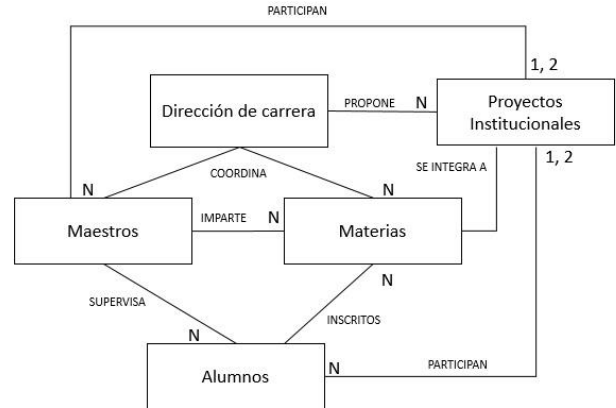 PARTICIPAN
1, 2
Dirección de carrera
PROPONE
N
Proyectos
Institucionales
1, 2
COORDINA
SE INTEGRA A
N
N
Maestros
IMPARTE
N
Materias
N
SUPERVISA
INSCRITOS
N
Alumnos
N
PARTICIPAN